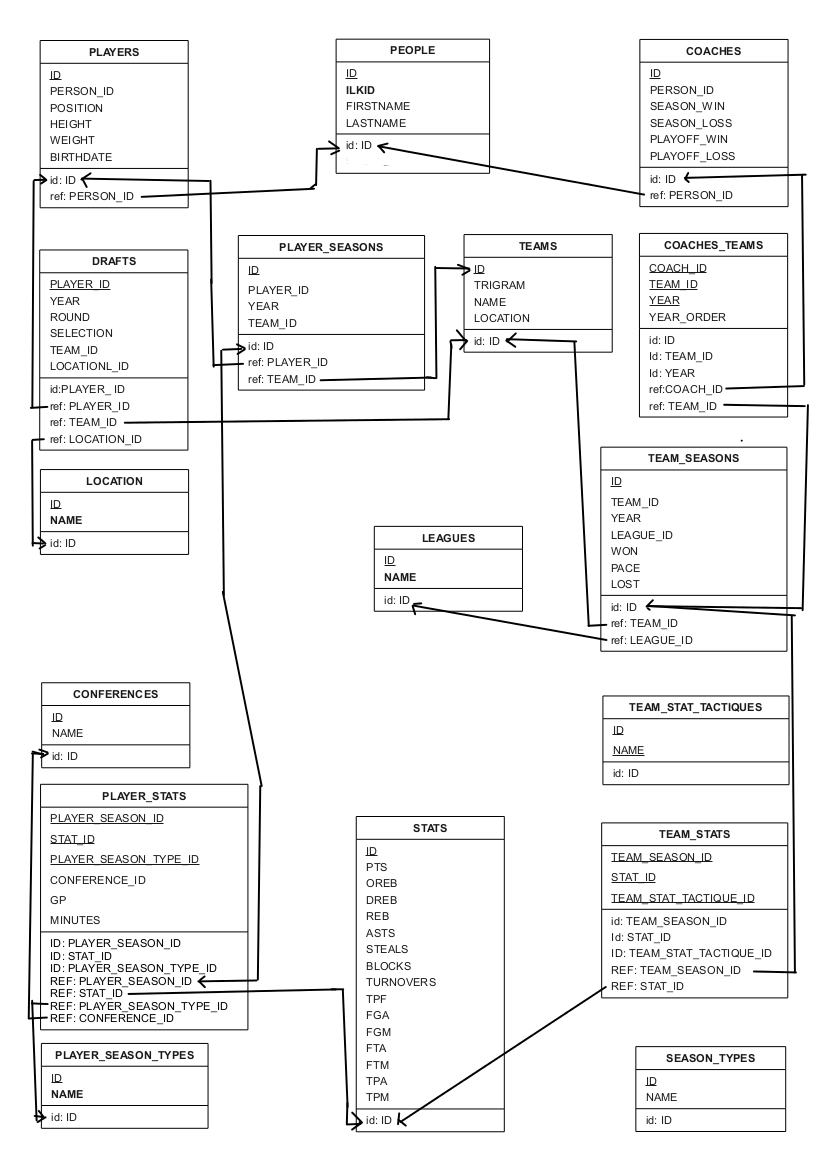 PLAYERS
ID
PERSON_ID
POSITION
HEIGHT
WEIGHT
BIRTHDATE
id: ID
ref: PERSON_ID
PEOPLE
ID
ILKID
FIRSTNAME
LASTNAME
id: ID
COACHES
ID
PERSON_ID
SEASON_WIN
SEASON_LOSS
PLAYOFF_WIN
PLAYOFF_LOSS
id: ID
ref: PERSON_ID
DRAFTS
PLAYER_ID
YEAR
ROUND
SELECTION
TEAM_ID
LOCATIONL_ID
id:PLAYER_ ID
ref: PLAYER_ID
ref: TEAM_ID
ref: LOCATION_ID
PLAYER_SEASONS
ID
PLAYER_ID
YEAR
TEAM_ID
id: ID
ref: PLAYER_ID
ref: TEAM_ID
TEAMS
ID
TRIGRAM
NAME
LOCATION
id: ID
COACHES_TEAMS
COACH_ID
TEAM_ID
YEAR
YEAR_ORDER
id: ID
Id: TEAM_ID
Id: YEAR
ref:COACH_ID
ref: TEAM_ID
LOCATION
ID
NAME
id: ID
LEAGUES
ID
NAME
id: ID
TEAM_SEASONS
ID
TEAM_ID
YEAR
LEAGUE_ID
WON
PACE
LOST
id: ID
ref: TEAM_ID
ref: LEAGUE_ID
CONFERENCES
ID
NAME
id: ID
TEAM_STAT_TACTIQUES
ID
NAME
id: ID
PLAYER_STATS
PLAYER_SEASON_ID
STAT_ID
PLAYER_SEASON_TYPE_ID
CONFERENCE_ID
GP
MINUTES
ID: PLAYER_SEASON_ID
ID: STAT_ID
ID: PLAYER_SEASON_TYPE_ID
REF: PLAYER_SEASON_ID
REF: STAT_ID
REF: PLAYER_SEASON_TYPE_ID
REF: CONFERENCE_ID
STATS
ID
PTS
OREB
DREB
REB
ASTS
STEALS
BLOCKS
TURNOVERS
TPF
FGA
FGM
FTA
FTM
TPA
TPM
id: ID
TEAM_STATS
TEAM_SEASON_ID
STAT_ID
TEAM_STAT_TACTIQUE_ID
id: TEAM_SEASON_ID
Id: STAT_ID
ID: TEAM_STAT_TACTIQUE_ID
REF: TEAM_SEASON_ID
REF: STAT_ID
PLAYER_SEASON_TYPES
ID
NAME
id: ID
SEASON_TYPES
ID
NAME
id: ID